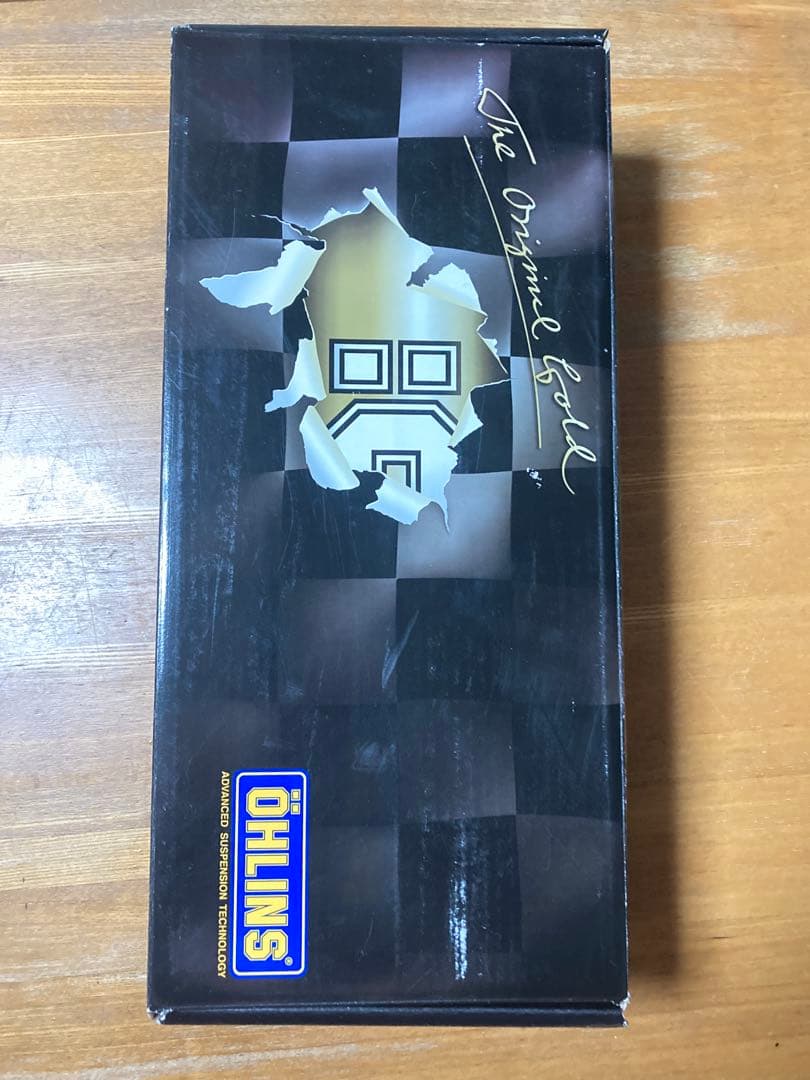 The Original Gold
ÖHLINS®
ADVANCED SUSPENSION TECHNOLOGY